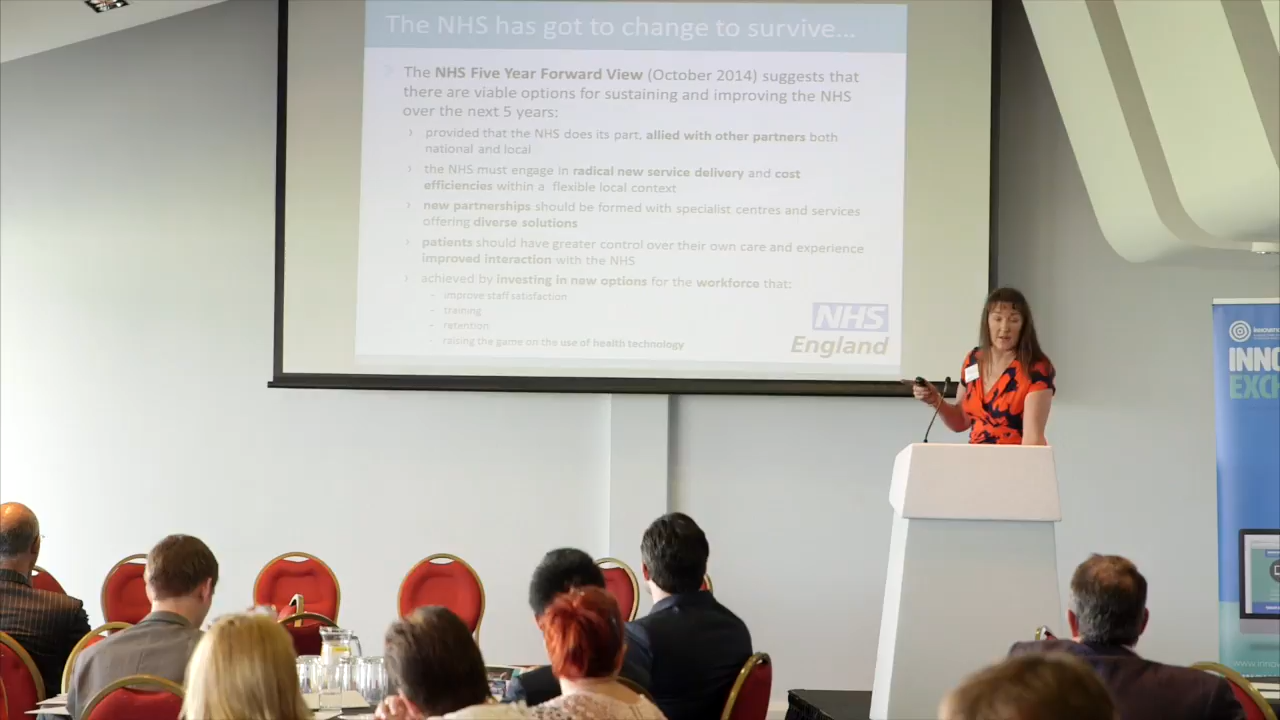 The NHS has got to change to survive...
The NHS Five Year Forward View (October 2014) suggests that
there are viable options for sustaining and improving the NHS
over the next 5 years:
› provided that the NHS does its part, allied with other partners both
national and local
› the NHS must engage in radical new service delivery and cost
efficiencies within a flexible local context
› new partnerships should be formed with specialist centres and services
offering diverse solutions
› patients should have greater control over their own care and experience
improved interaction with the NHS
› achieved by investing in new options for the workforce that:
- improve staff satisfaction
- training
- retention
- raising the game on the use of health technology
NHS
England
INNO
EXC